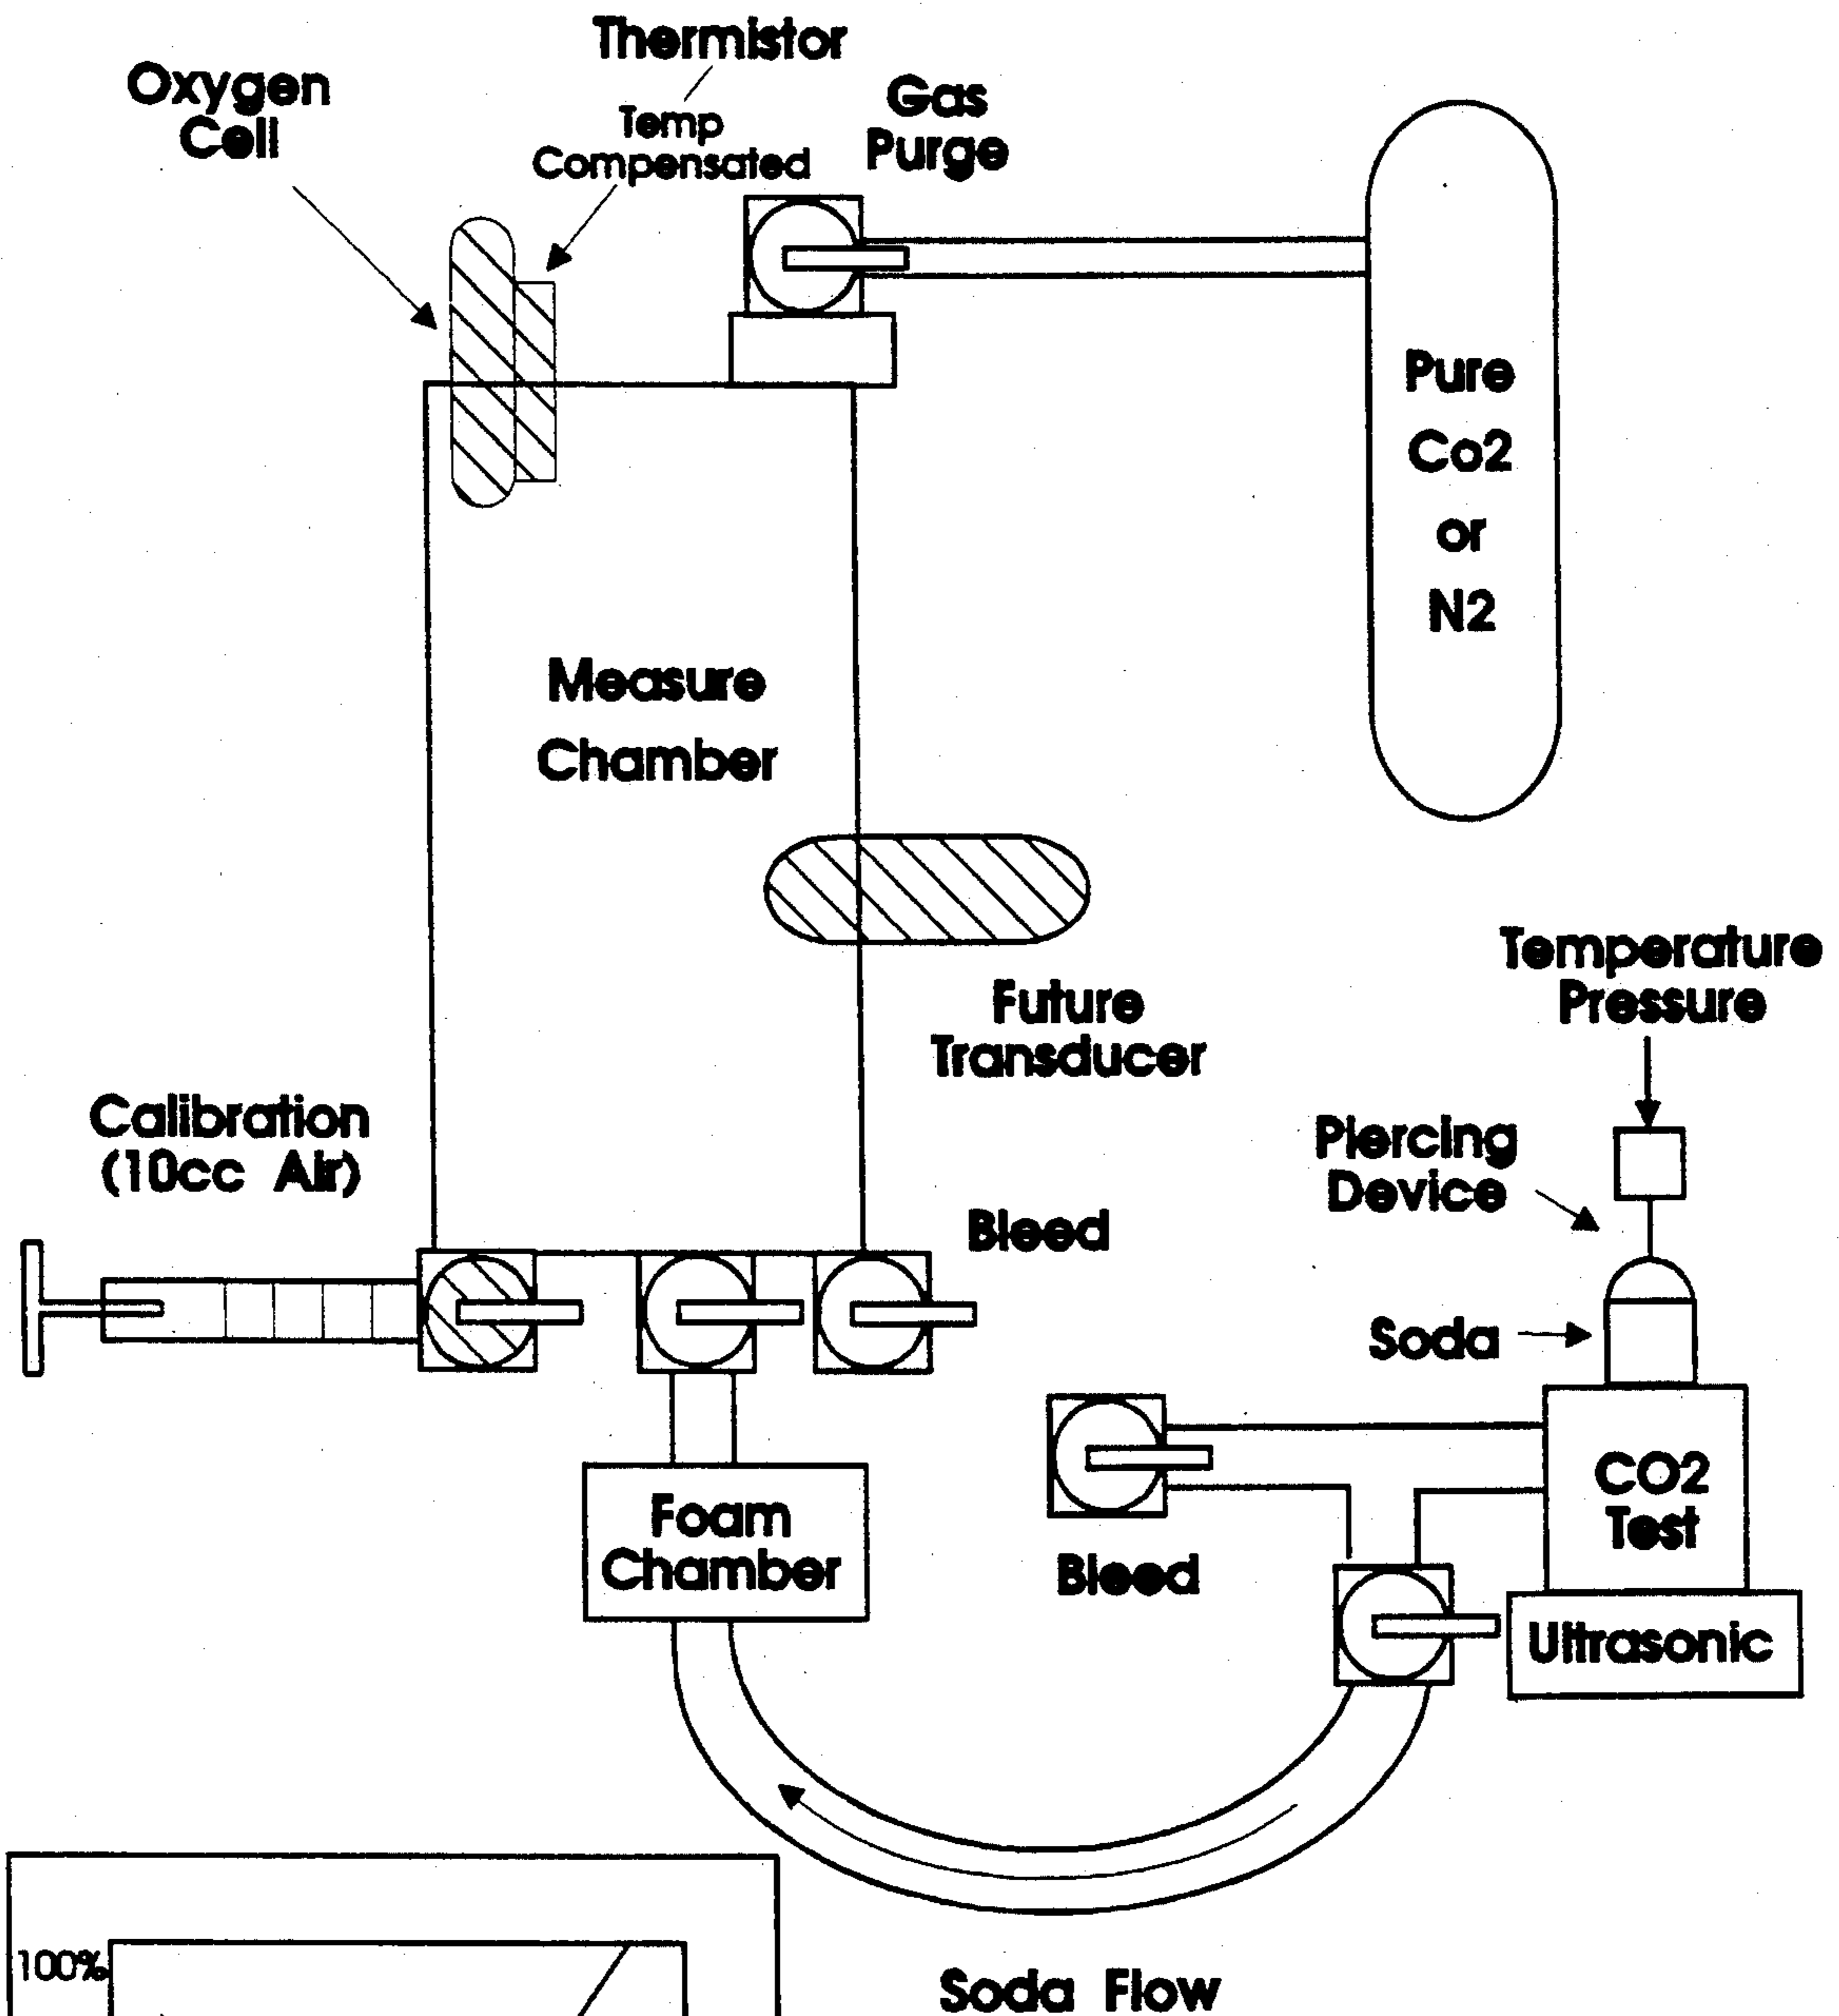 Thermistor
Oxygen
Cell
Temp
Compensated
Gas
Purge
Pure
Co2
or
N2
Measure
Chamber
Future
Transducer
Temperature
Pressure
Calibration
(10cc Air)
Piercing
Device
Bleed
Soda
CO2
Test
Foam
Chamber
Bleed
Ultrasonic
100%
Soda Flow